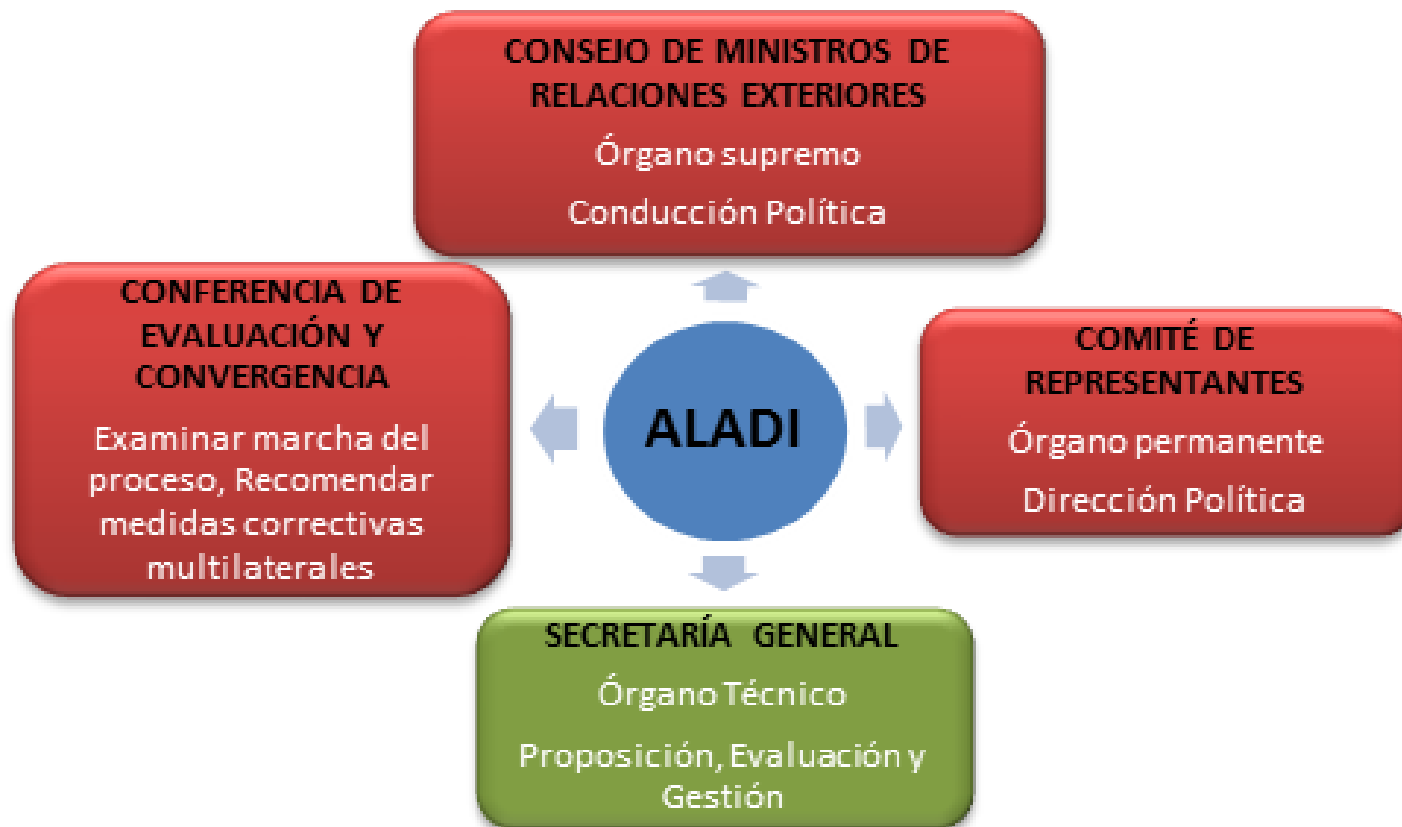 CONSEJO DE MINISTROS DE
RELACIONES EXTERIORES
Órgano supremo
Conducción Política
CONFERENCIA DE
EVALUACIÓN Y
CONVERGENCIA
Examinar marcha del
proceso, Recomendar
medidas correctivas
multilaterales
ALADI
COMITÉ DE
REPRESENTANTES
Órgano permanente
Dirección Política
SECRETARÍA GENERAL
Órgano Técnico
Proposición, Evaluación y
Gestión